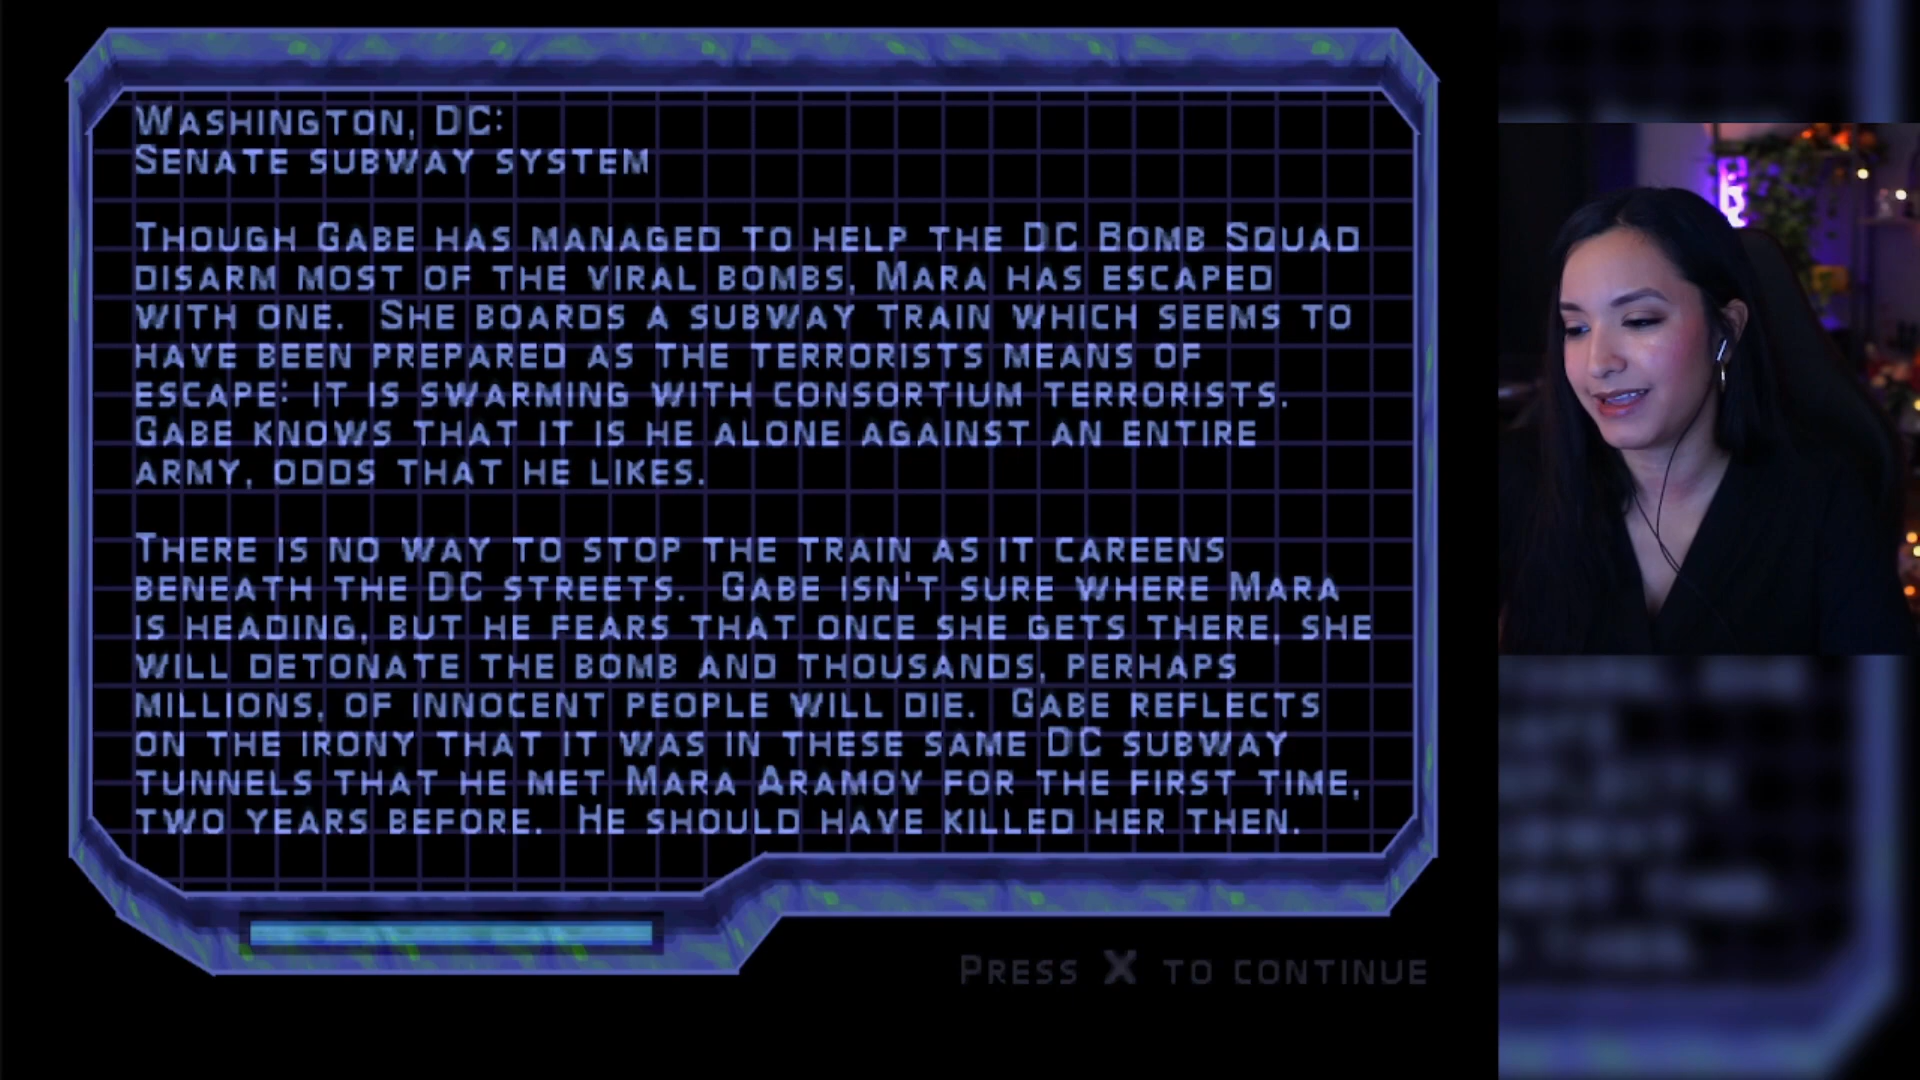 Washington, DC:
Senate subway system
Though Gabe has managed to help the DC Bomb Squad
disarm most of the viral bombs, Mara has escaped
with one. She boards a subway train which seems to
have been prepared as the terrorists means of
escape: it is swarming with Consortium terrorists.
Gabe knows that it is he alone against an entire
army, odds that he likes.
There is no way to stop the train as it careens
beneath the DC streets. Gabe isn't sure where Mara
is heading, but he fears that once she gets there, she
will detonate the bomb and thousands, perhaps
millions, of innocent people will die. Gabe reflects
on the irony that it was in these same DC subway
tunnels that he met Mara Aramov for the first time,
two years before. He should have killed her then.
Press X to continue